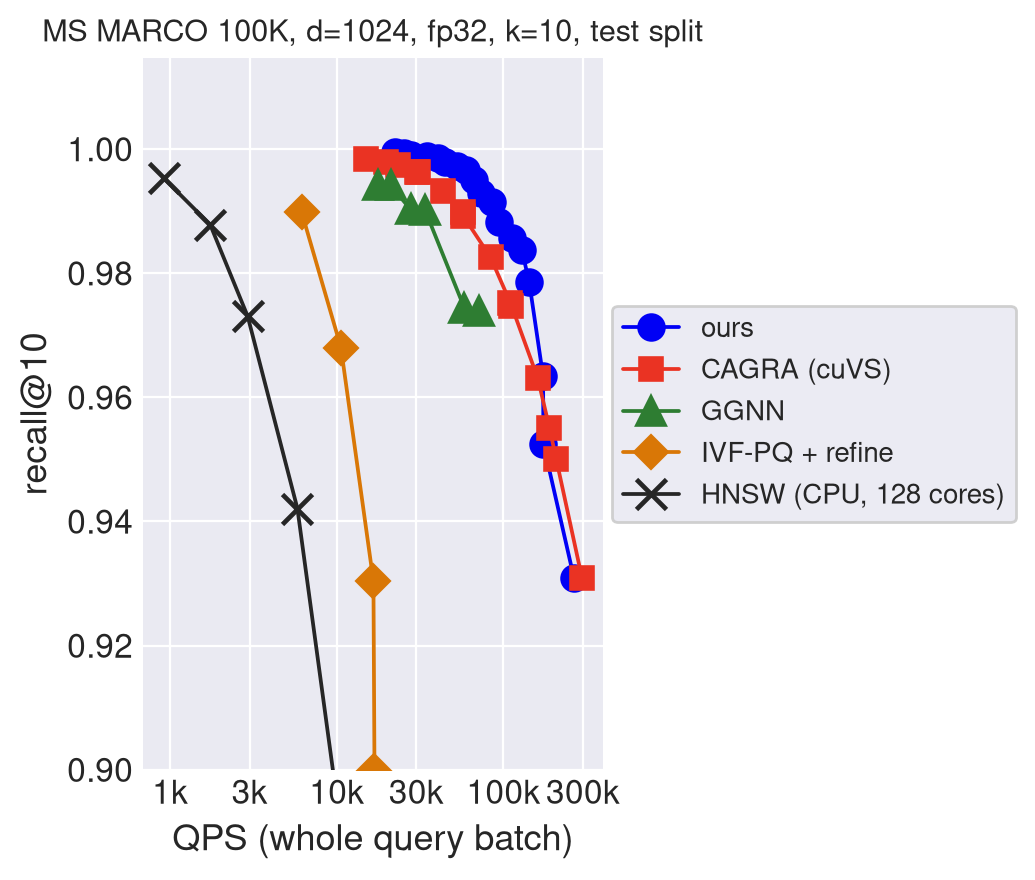 MS MARCO 100K, d=1024, fp32, k=10, test split
1.00
0.98
0.96
0.94
0.92
0.90
recall@10
1k 3k 10k 30k 100k 300k
QPS (whole query batch)
ours
CAGRA (cuVS)
GGNN
IVF-PQ + refine
HNSW (CPU, 128 cores)